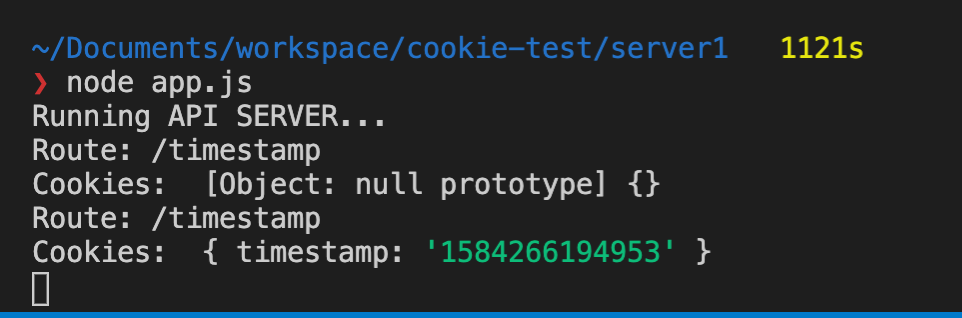 ~/Documents/workspace/cookie-test/server1   1121s
❯ node app.js
Running API SERVER...
Route: /timestamp
Cookies:  [Object: null prototype] {}
Route: /timestamp
Cookies:  { timestamp: '1584266194953' }